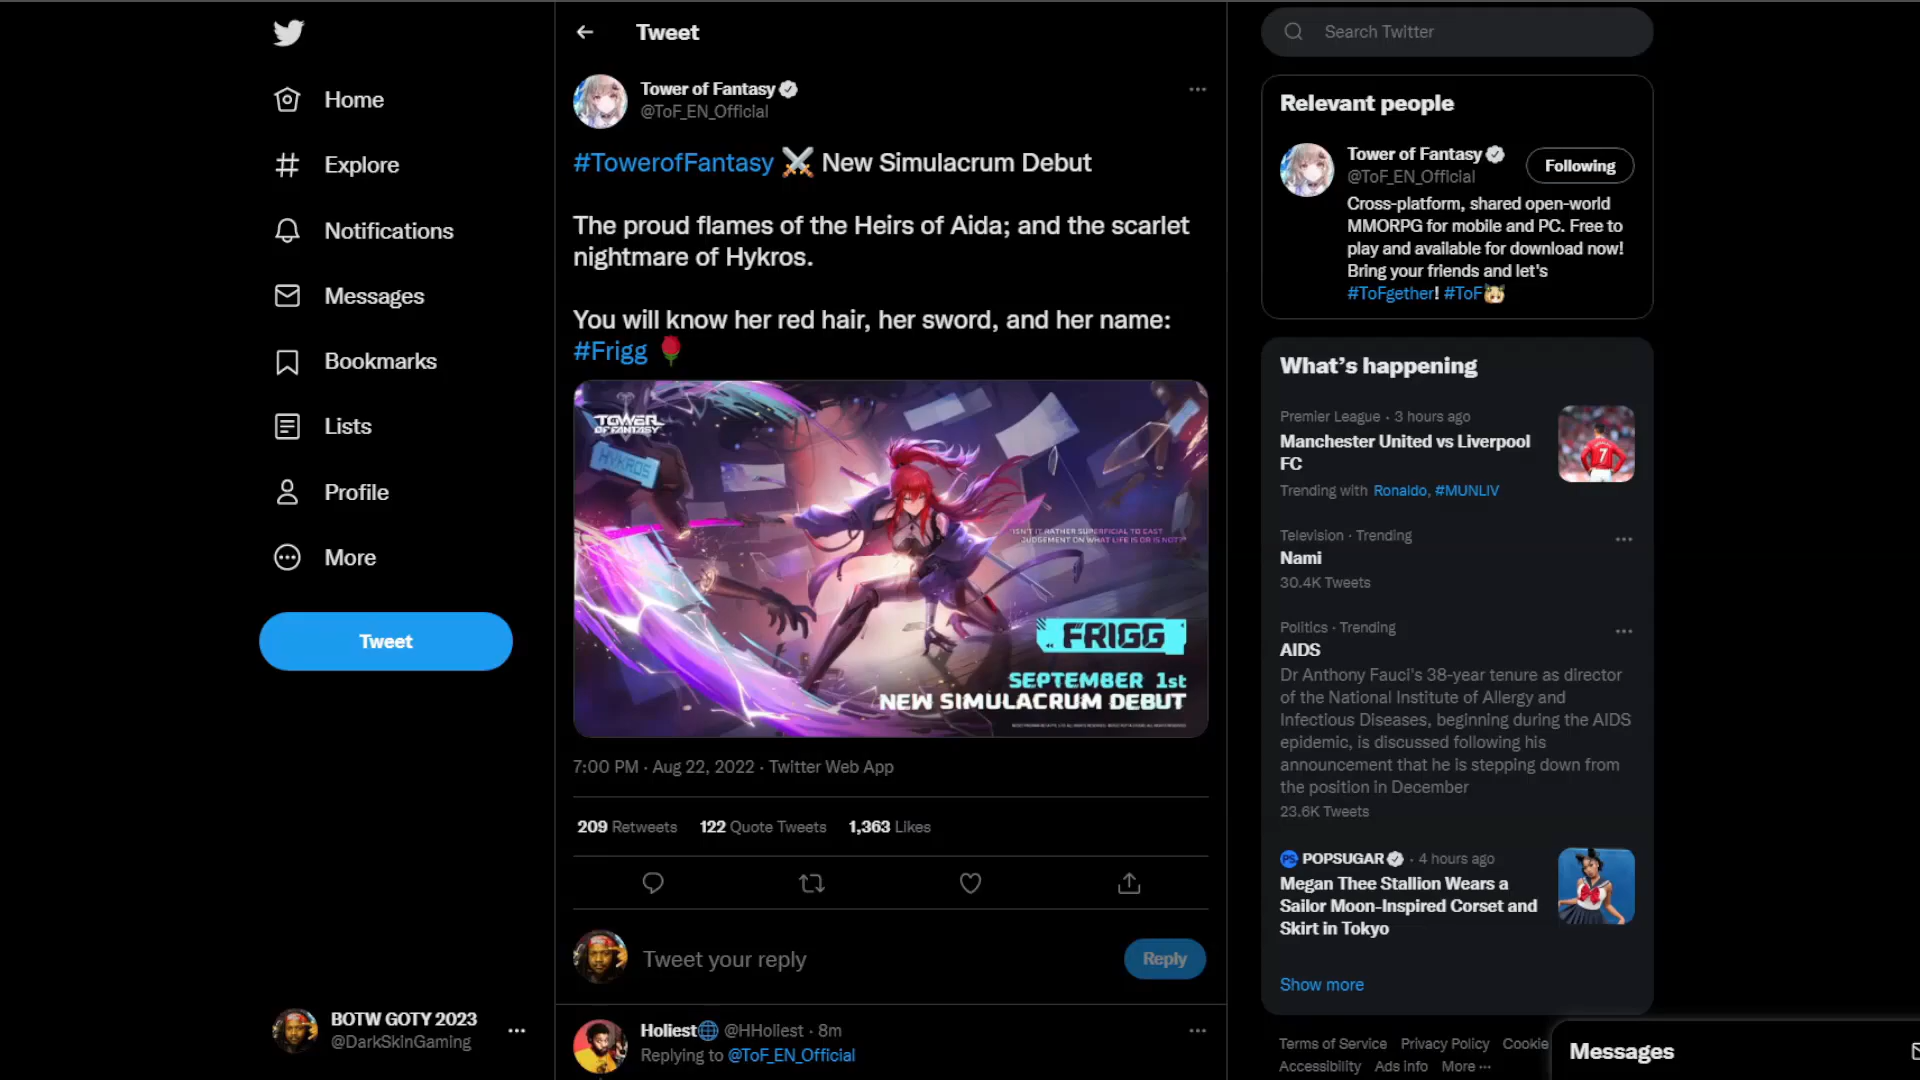 Home
Explore
Notifications
Messages
Bookmarks
Lists
Profile
More
Tweet
BOTW GOTY 2023
@DarkSkinGaming
Tweet
Tower of Fantasy
@ToF_EN_Official
#TowerofFantasy ⚔️ New Simulacrum Debut
The proud flames of the Heirs of Aida; and the scarlet
nightmare of Hykros.
You will know her red hair, her sword, and her name:
#Frigg 🌹
TOWER
OF FANTASY
HYKROS
"ISN'T IT RATHER SUPERFICIAL TO CAST
JUDGEMENT ON WHAT LIFE IS OR IS NOT?"
FRIGG
SEPTEMBER 1st
NEW SIMULACRUM DEBUT
7:00 PM · Aug 22, 2022 · Twitter Web App
209 Retweets 122 Quote Tweets 1,363 Likes
Tweet your reply
Reply
Holiest🌐 @HHoliest · 8m
Replying to @ToF_EN_Official
Search Twitter
Relevant people
Tower of Fantasy
@ToF_EN_Official
Following
Cross-platform, shared open-world
MMORPG for mobile and PC. Free to
play and available for download now!
Bring your friends and let's
#ToFgether! #ToF
What's happening
Premier League · 3 hours ago
Manchester United vs Liverpool
FC
Trending with Ronaldo, #MUNLIV
7
Television · Trending
Nami
30.4K Tweets
Politics · Trending
AIDS
Dr Anthony Fauci's 38-year tenure as director
of the National Institute of Allergy and
Infectious Diseases, beginning during the AIDS
epidemic, is discussed following his
announcement that he is stepping down from
the position in December
23.6K Tweets
PS POPSUGAR · 4 hours ago
Megan Thee Stallion Wears a
Sailor Moon-Inspired Corset and
Skirt in Tokyo
Show more
Terms of Service Privacy Policy Cookie
Accessibility Ads info More ···
Messages